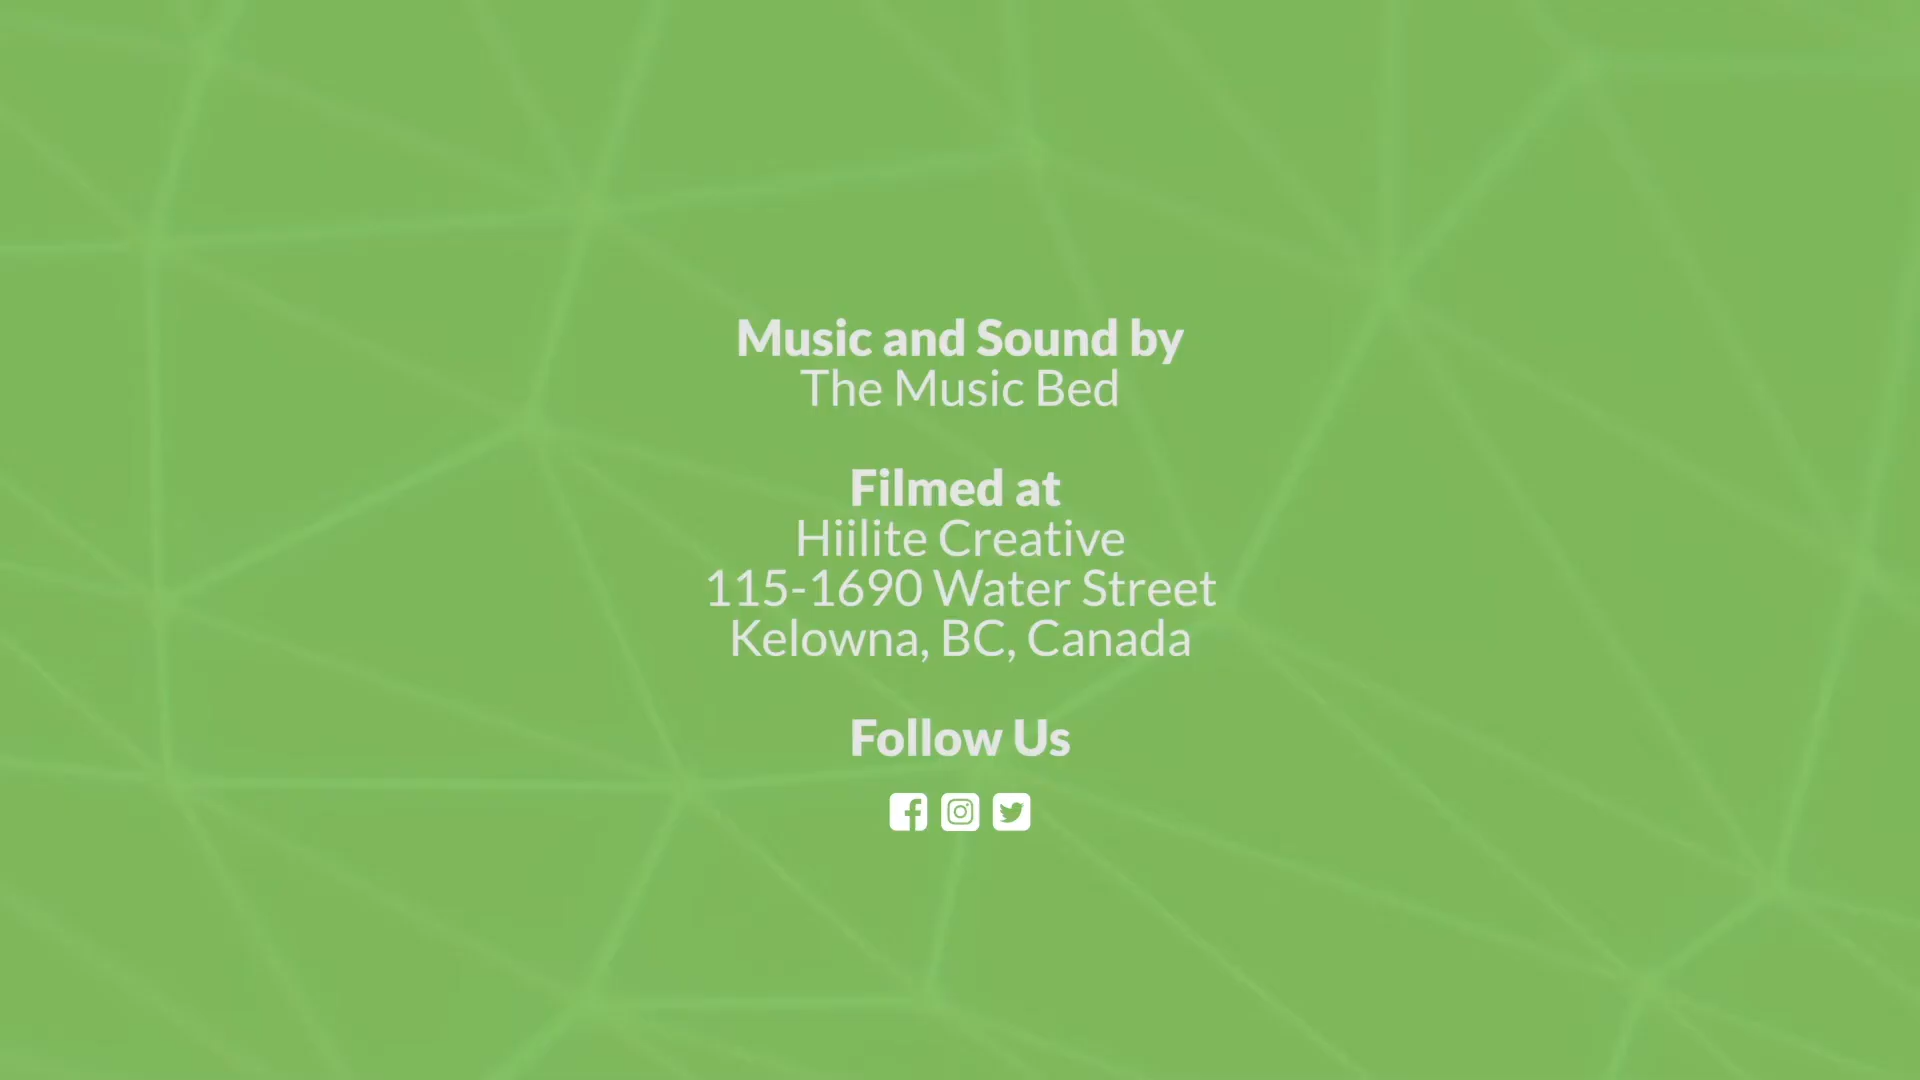 Music and Sound by
The Music Bed
Filmed at
Hiilite Creative
115-1690 Water Street
Kelowna, BC, Canada
Follow Us